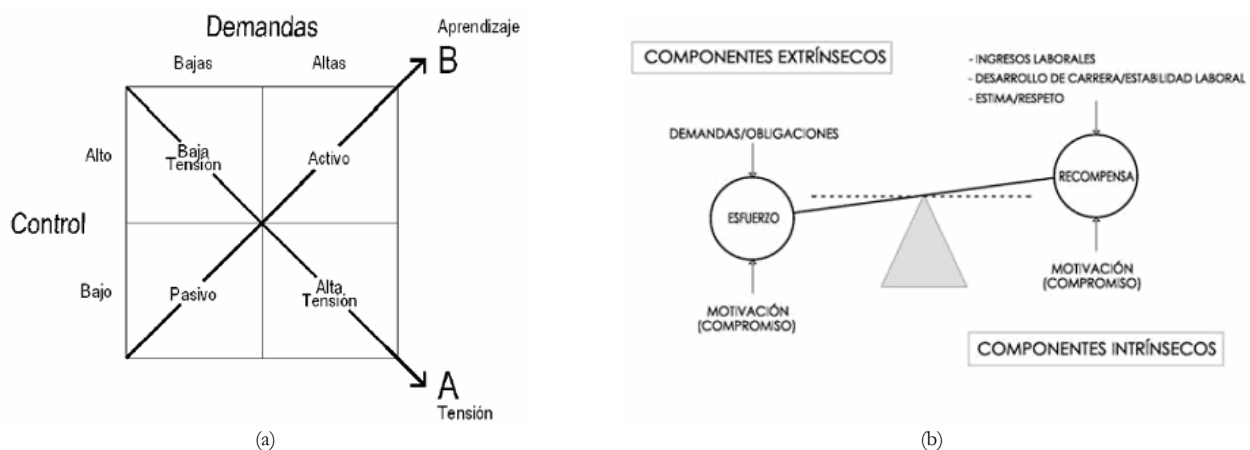 Demandas
Bajas
Altas
Aprendizaje
B
Alto
Baja
Tensión
Activo
Control
Bajo
Pasivo
Alta
Tensión
A
Tensión
(a)
COMPONENTES EXTRÍNSECOS
- INGRESOS LABORALES
- DESARROLLO DE CARRERA/ESTABILIDAD LABORAL
- ESTIMA/RESPETO
DEMANDAS/OBLIGACIONES
RECOMPENSA
ESFUERZO
MOTIVACIÓN
(COMPROMISO)
MOTIVACIÓN
(COMPROMISO)
COMPONENTES INTRÍNSECOS
(b)